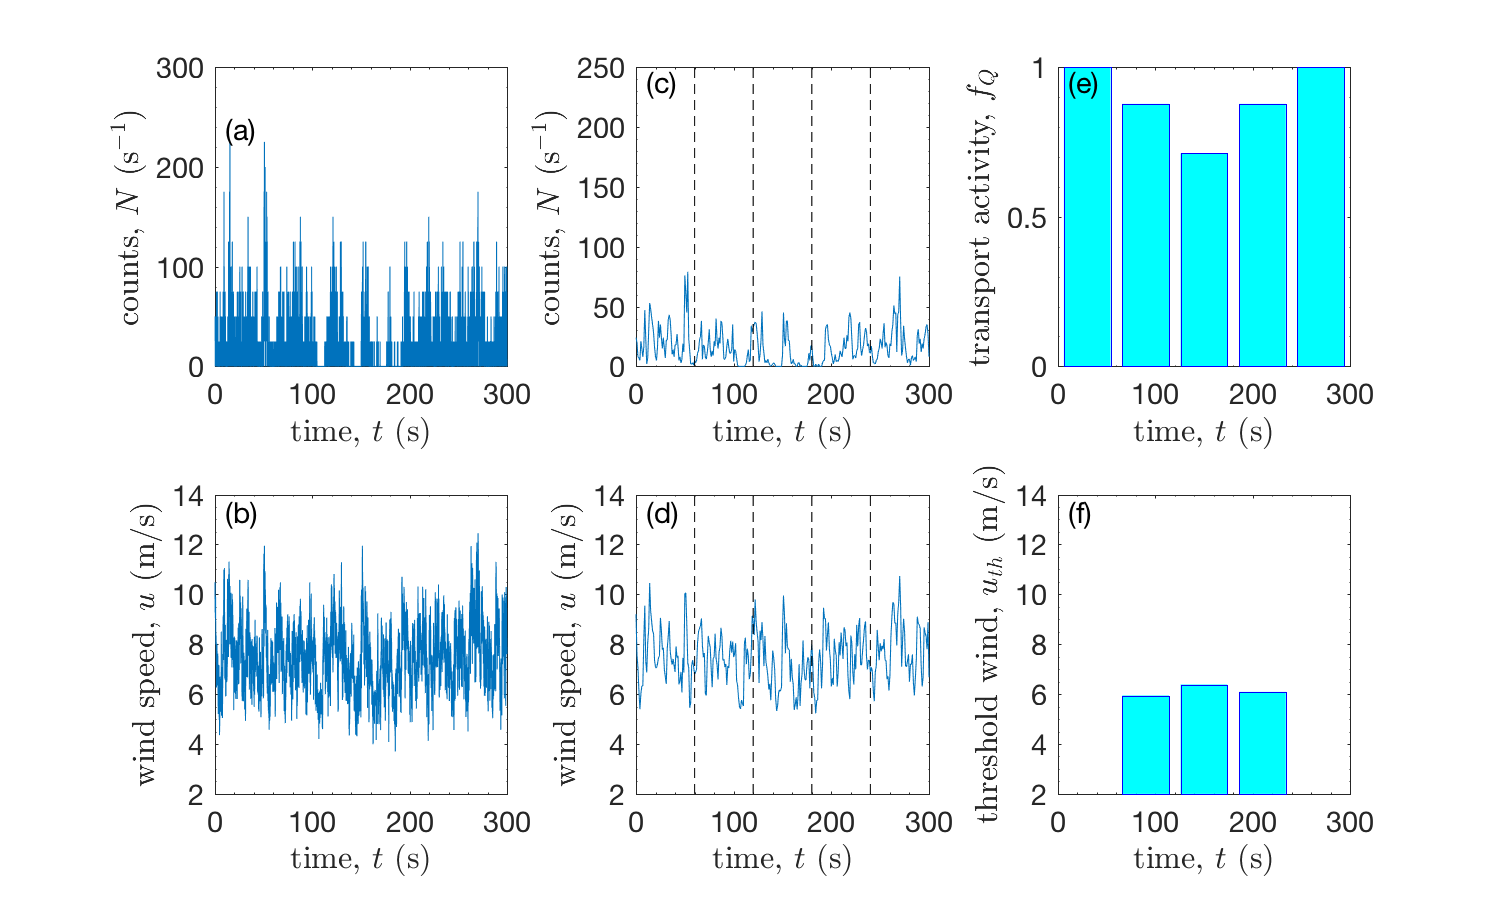 (a)
counts, N (s⁻¹)
300
200
100
0
0 100 200 300
time, t (s)
(c)
counts, N (s⁻¹)
250
200
150
100
50
0
0 100 200 300
time, t (s)
(e)
transport activity, f_Q
1
0.5
0
0 100 200 300
time, t (s)
(b)
wind speed, u (m/s)
14
12
10
8
6
4
2
0 100 200 300
time, t (s)
(d)
wind speed, u (m/s)
14
12
10
8
6
4
2
0 100 200 300
time, t (s)
(f)
threshold wind, u_th (m/s)
14
12
10
8
6
4
2
0 100 200 300
time, t (s)